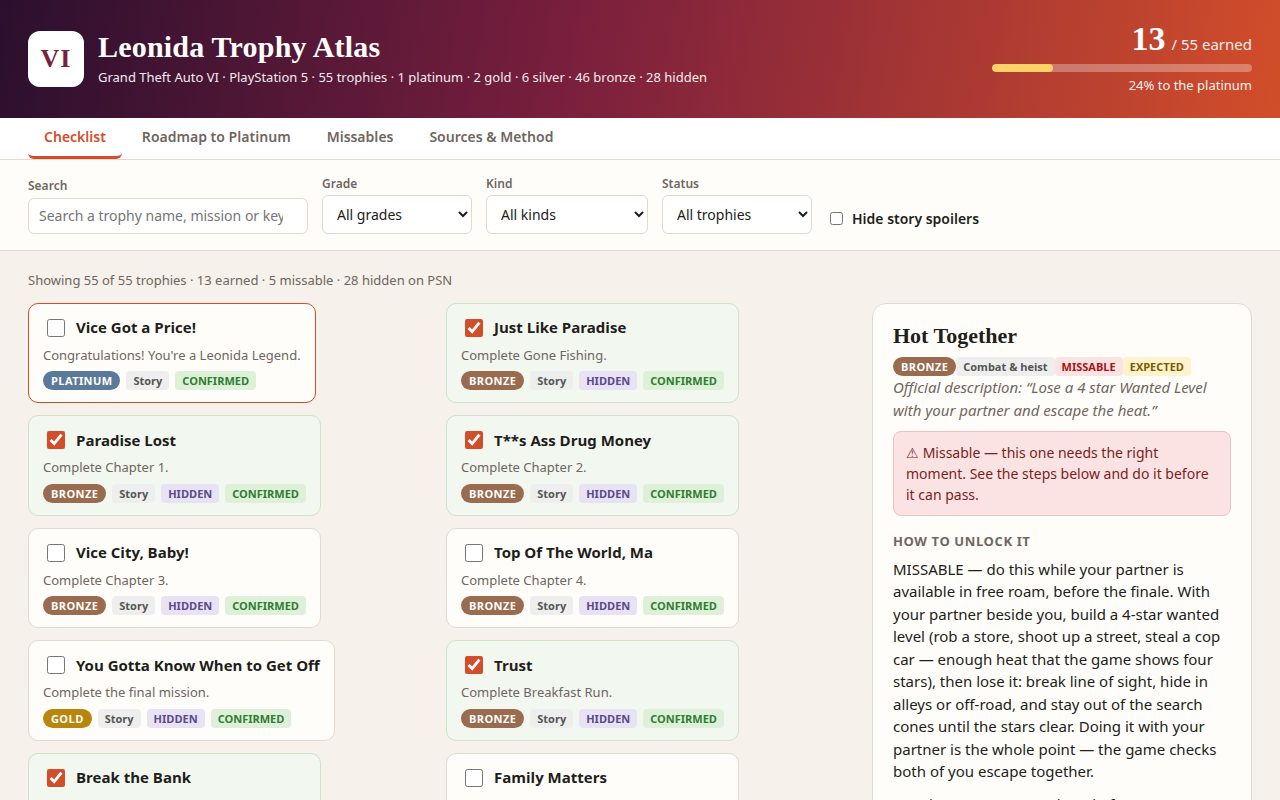 VI
Leonida Trophy Atlas
Grand Theft Auto VI · PlayStation 5 · 55 trophies · 1 platinum · 2 gold · 6 silver · 46 bronze · 28 hidden
13 / 55 earned
24% to the platinum
Checklist
Roadmap to Platinum
Missables
Sources & Method
Search
Grade
Kind
Status
Search a trophy name, mission or key
All grades
All kinds
All trophies
Hide story spoilers
Showing 55 of 55 trophies · 13 earned · 5 missable · 28 hidden on PSN
Vice Got a Price!
Congratulations! You're a Leonida Legend.
PLATINUM Story CONFIRMED
Just Like Paradise
Complete Gone Fishing.
BRONZE Story HIDDEN CONFIRMED
Paradise Lost
Complete Chapter 1.
BRONZE Story HIDDEN CONFIRMED
T**s Ass Drug Money
Complete Chapter 2.
BRONZE Story HIDDEN CONFIRMED
Vice City, Baby!
Complete Chapter 3.
BRONZE Story HIDDEN CONFIRMED
Top Of The World, Ma
Complete Chapter 4.
BRONZE Story HIDDEN CONFIRMED
You Gotta Know When to Get Off
Complete the final mission.
GOLD Story HIDDEN CONFIRMED
Trust
Complete Breakfast Run.
BRONZE Story HIDDEN CONFIRMED
Break the Bank
Family Matters
Hot Together
BRONZE Combat & heist MISSABLE EXPECTED
Official description: “Lose a 4 star Wanted Level
with your partner and escape the heat.”
⚠ Missable — this one needs the right
moment. See the steps below and do it before
it can pass.
HOW TO UNLOCK IT
MISSABLE — do this while your partner is
available in free roam, before the finale. With
your partner beside you, build a 4-star wanted
level (rob a store, shoot up a street, steal a cop
car — enough heat that the game shows four
stars), then lose it: break line of sight, hide in
alleys or off-road, and stay out of the search
cones until the stars clear. Doing it with your
partner is the whole point — the game checks
both of you escape together.